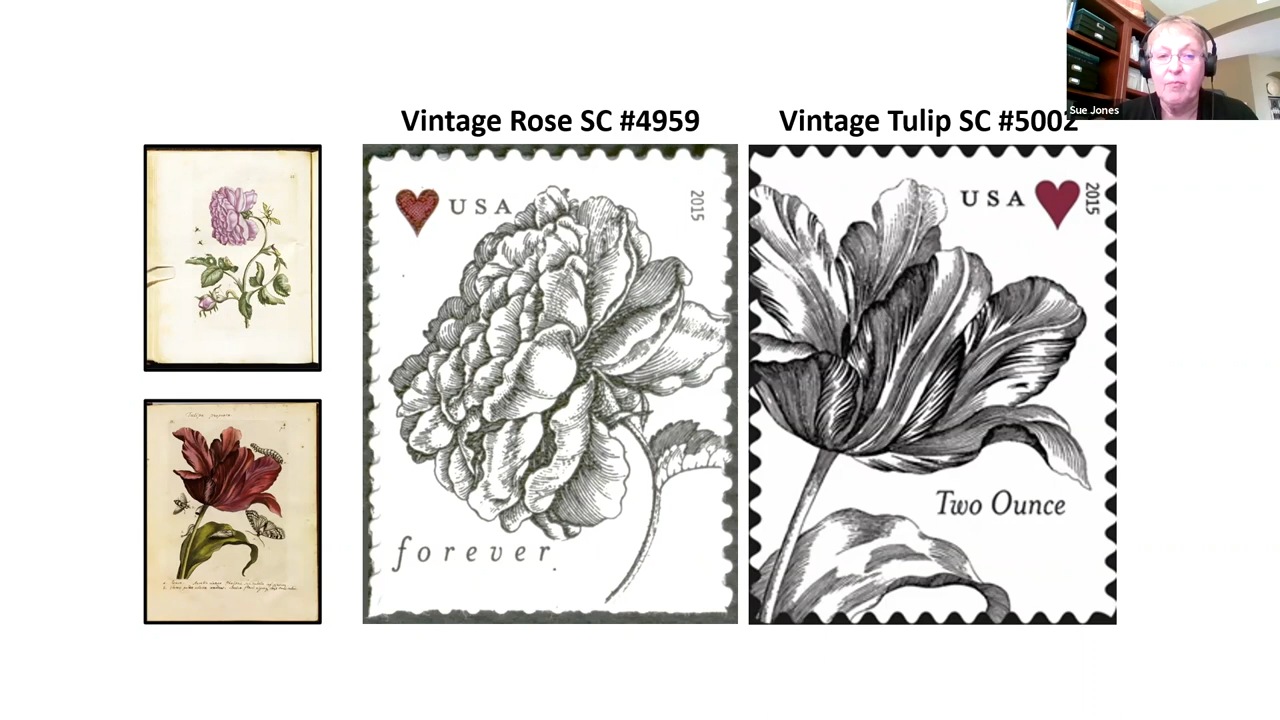 Vintage Rose SC #4959
Vintage Tulip SC #5002
Sue Jones
USA
2015
forever
USA
2015
Two Ounce